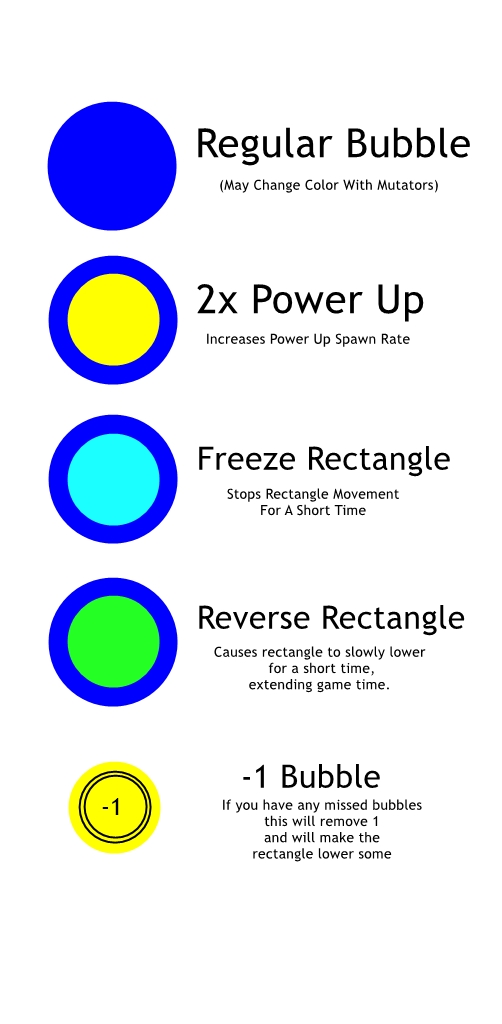 Regular Bubble
(May Change Color With Mutators)
2x Power Up
Increases Power Up Spawn Rate
Freeze Rectangle
Stops Rectangle Movement
For A Short Time
Reverse Rectangle
Causes rectangle to slowly lower
for a short time,
extending game time.
-1
-1 Bubble
If you have any missed bubbles
this will remove 1
and will make the
rectangle lower some